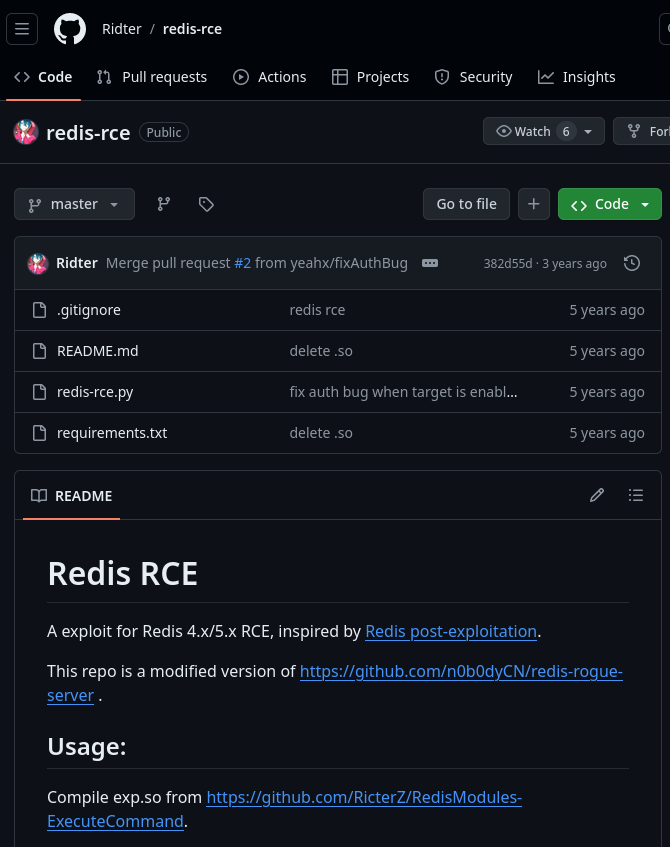 Ridter / redis-rce
Code Pull requests Actions Projects Security Insights
redis-rce Public Watch 6 Fork
master Go to file Code
Ridter Merge pull request #2 from yeahx/fixAuthBug 382d55d · 3 years ago
.gitignore redis rce 5 years ago
README.md delete .so 5 years ago
redis-rce.py fix auth bug when target is enabl... 5 years ago
requirements.txt delete .so 5 years ago
README
Redis RCE
A exploit for Redis 4.x/5.x RCE, inspired by Redis post-exploitation.
This repo is a modified version of https://github.com/n0b0dyCN/redis-rogue-
server .
Usage:
Compile exp.so from https://github.com/RicterZ/RedisModules-
ExecuteCommand.